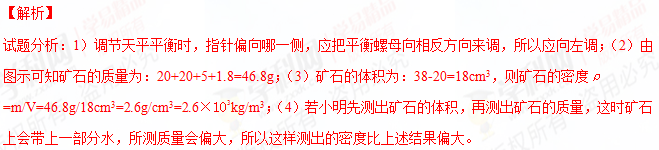 【解析】
试题分析：1）调节天平平衡时，指针偏向哪一侧，应把平衡螺母向相反方向来调，所以应向左调；（2）由
图示可知矿石的质量为：20+20+5+1.8=46.8g；（3）矿石的体积为：38-20=18cm³，则矿石的密度ρ
=m/V=46.8g/18cm³=2.6g/cm³=2.6×10³kg/m³；（4）若小明先测出矿石的体积，再测出矿石的质量，这时矿石
上会带上一部分水，所测质量会偏大，所以这样测出的密度比上述结果偏大。